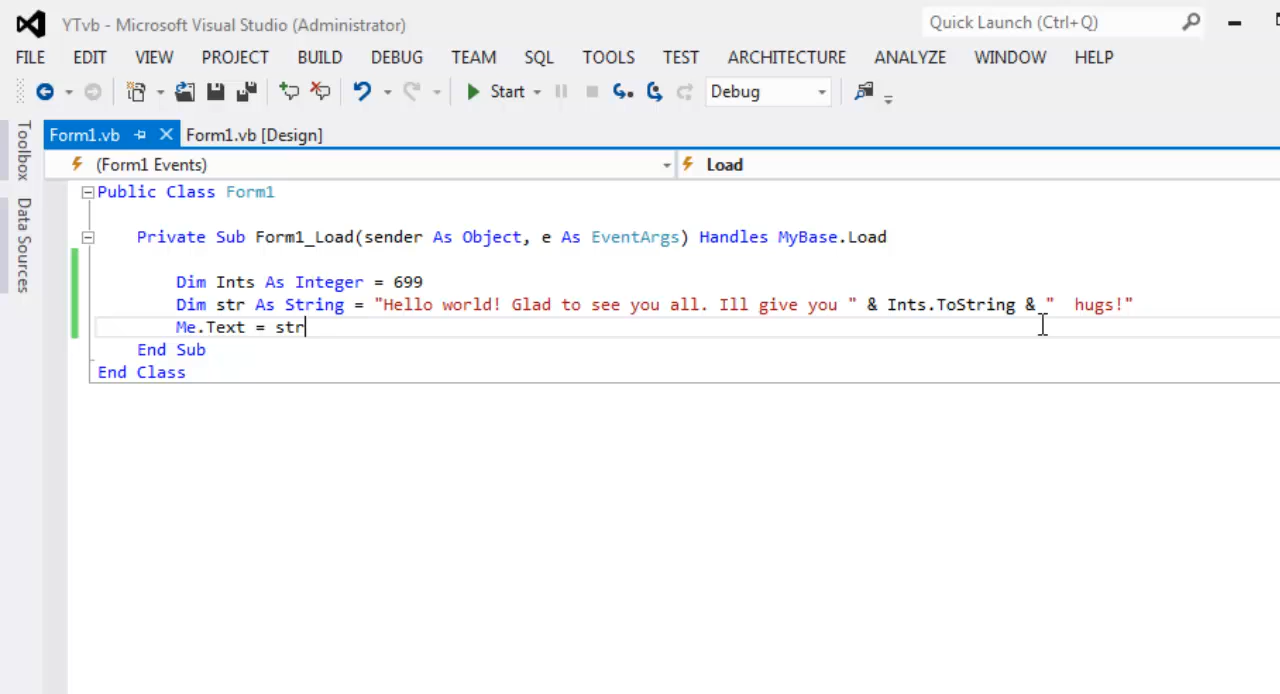 YTvb - Microsoft Visual Studio (Administrator)
Quick Launch (Ctrl+Q)
FILE EDIT VIEW PROJECT BUILD DEBUG TEAM SQL TOOLS TEST ARCHITECTURE ANALYZE WINDOW HELP
Start Debug
Toolbox
Data Sources
Form1.vb Form1.vb [Design]
(Form1 Events) Load
Public Class Form1
Private Sub Form1_Load(sender As Object, e As EventArgs) Handles MyBase.Load
Dim Ints As Integer = 699
Dim str As String = "Hello world! Glad to see you all. Ill give you " & Ints.ToString & "  hugs!"
Me.Text = str
End Sub
End Class